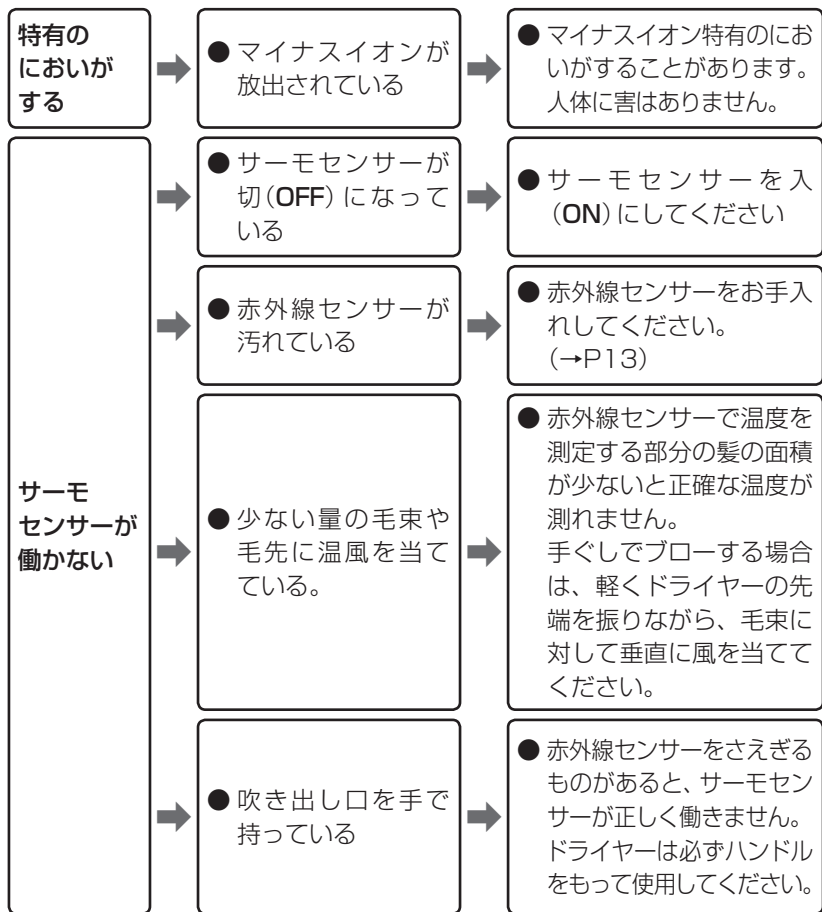 特有の
においが
する
● マイナスイオンが
放出されている
● マイナスイオン特有のにお
いがすることがあります。
人体に害はありません。
サーモ
センサーが
働かない
● サーモセンサーが
切(OFF)になって
いる
● サーモセンサーを入
(ON)にしてください
● 赤外線センサーが
汚れている
● 赤外線センサーをお手入
れしてください。
(→P13)
● 少ない量の毛束や
毛先に温風を当て
ている。
● 赤外線センサーで温度を
測定する部分の髪の面積
が少ないと正確な温度が
測れません。
手ぐしでブローする場合
は、軽くドライヤーの先
端を振りながら、毛束に
対して垂直に風を当てて
ください。
● 吹き出し口を手で
持っている
● 赤外線センサーをさえぎる
ものがあると、サーモセン
サーが正しく働きません。
ドライヤーは必ずハンドル
をもって使用してください。